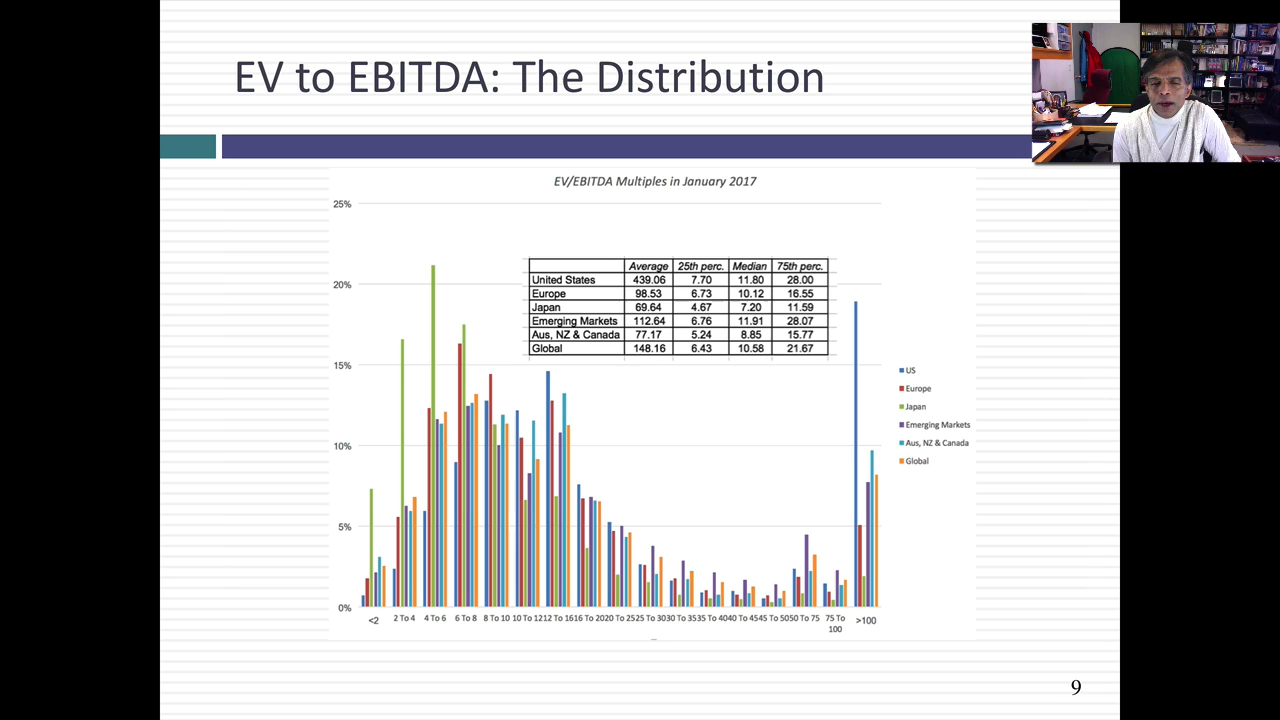 EV to EBITDA: The Distribution
EV/EBITDA Multiples in January 2017
25%
20%
15%
10%
5%
0%
Average 25th perc. Median 75th perc.
United States 439.06 7.70 11.80 28.00
Europe 98.53 6.73 10.12 16.55
Japan 69.64 4.67 7.20 11.59
Emerging Markets 112.64 6.76 11.91 28.07
Aus, NZ & Canada 77.17 5.24 8.85 15.77
Global 148.16 6.43 10.58 21.67
US
Europe
Japan
Emerging Markets
Aus, NZ & Canada
Global
<2 2 To 4 4 To 6 6 To 8 8 To 10 10 To 12 12 To 16 16 To 20 20 To 25 25 To 30 30 To 35 35 To 40 40 To 45 45 To 50 50 To 75 75 To 100 >100
9